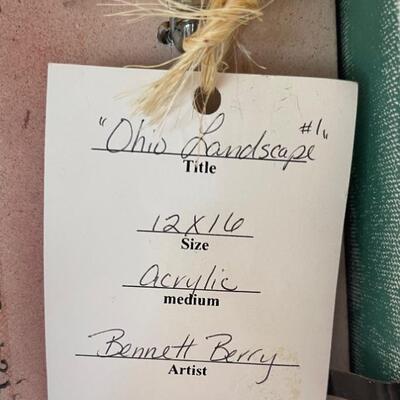 "Ohio Landscape #1"
Title
12x16
Size
acrylic
medium
Bennett Berry
Artist